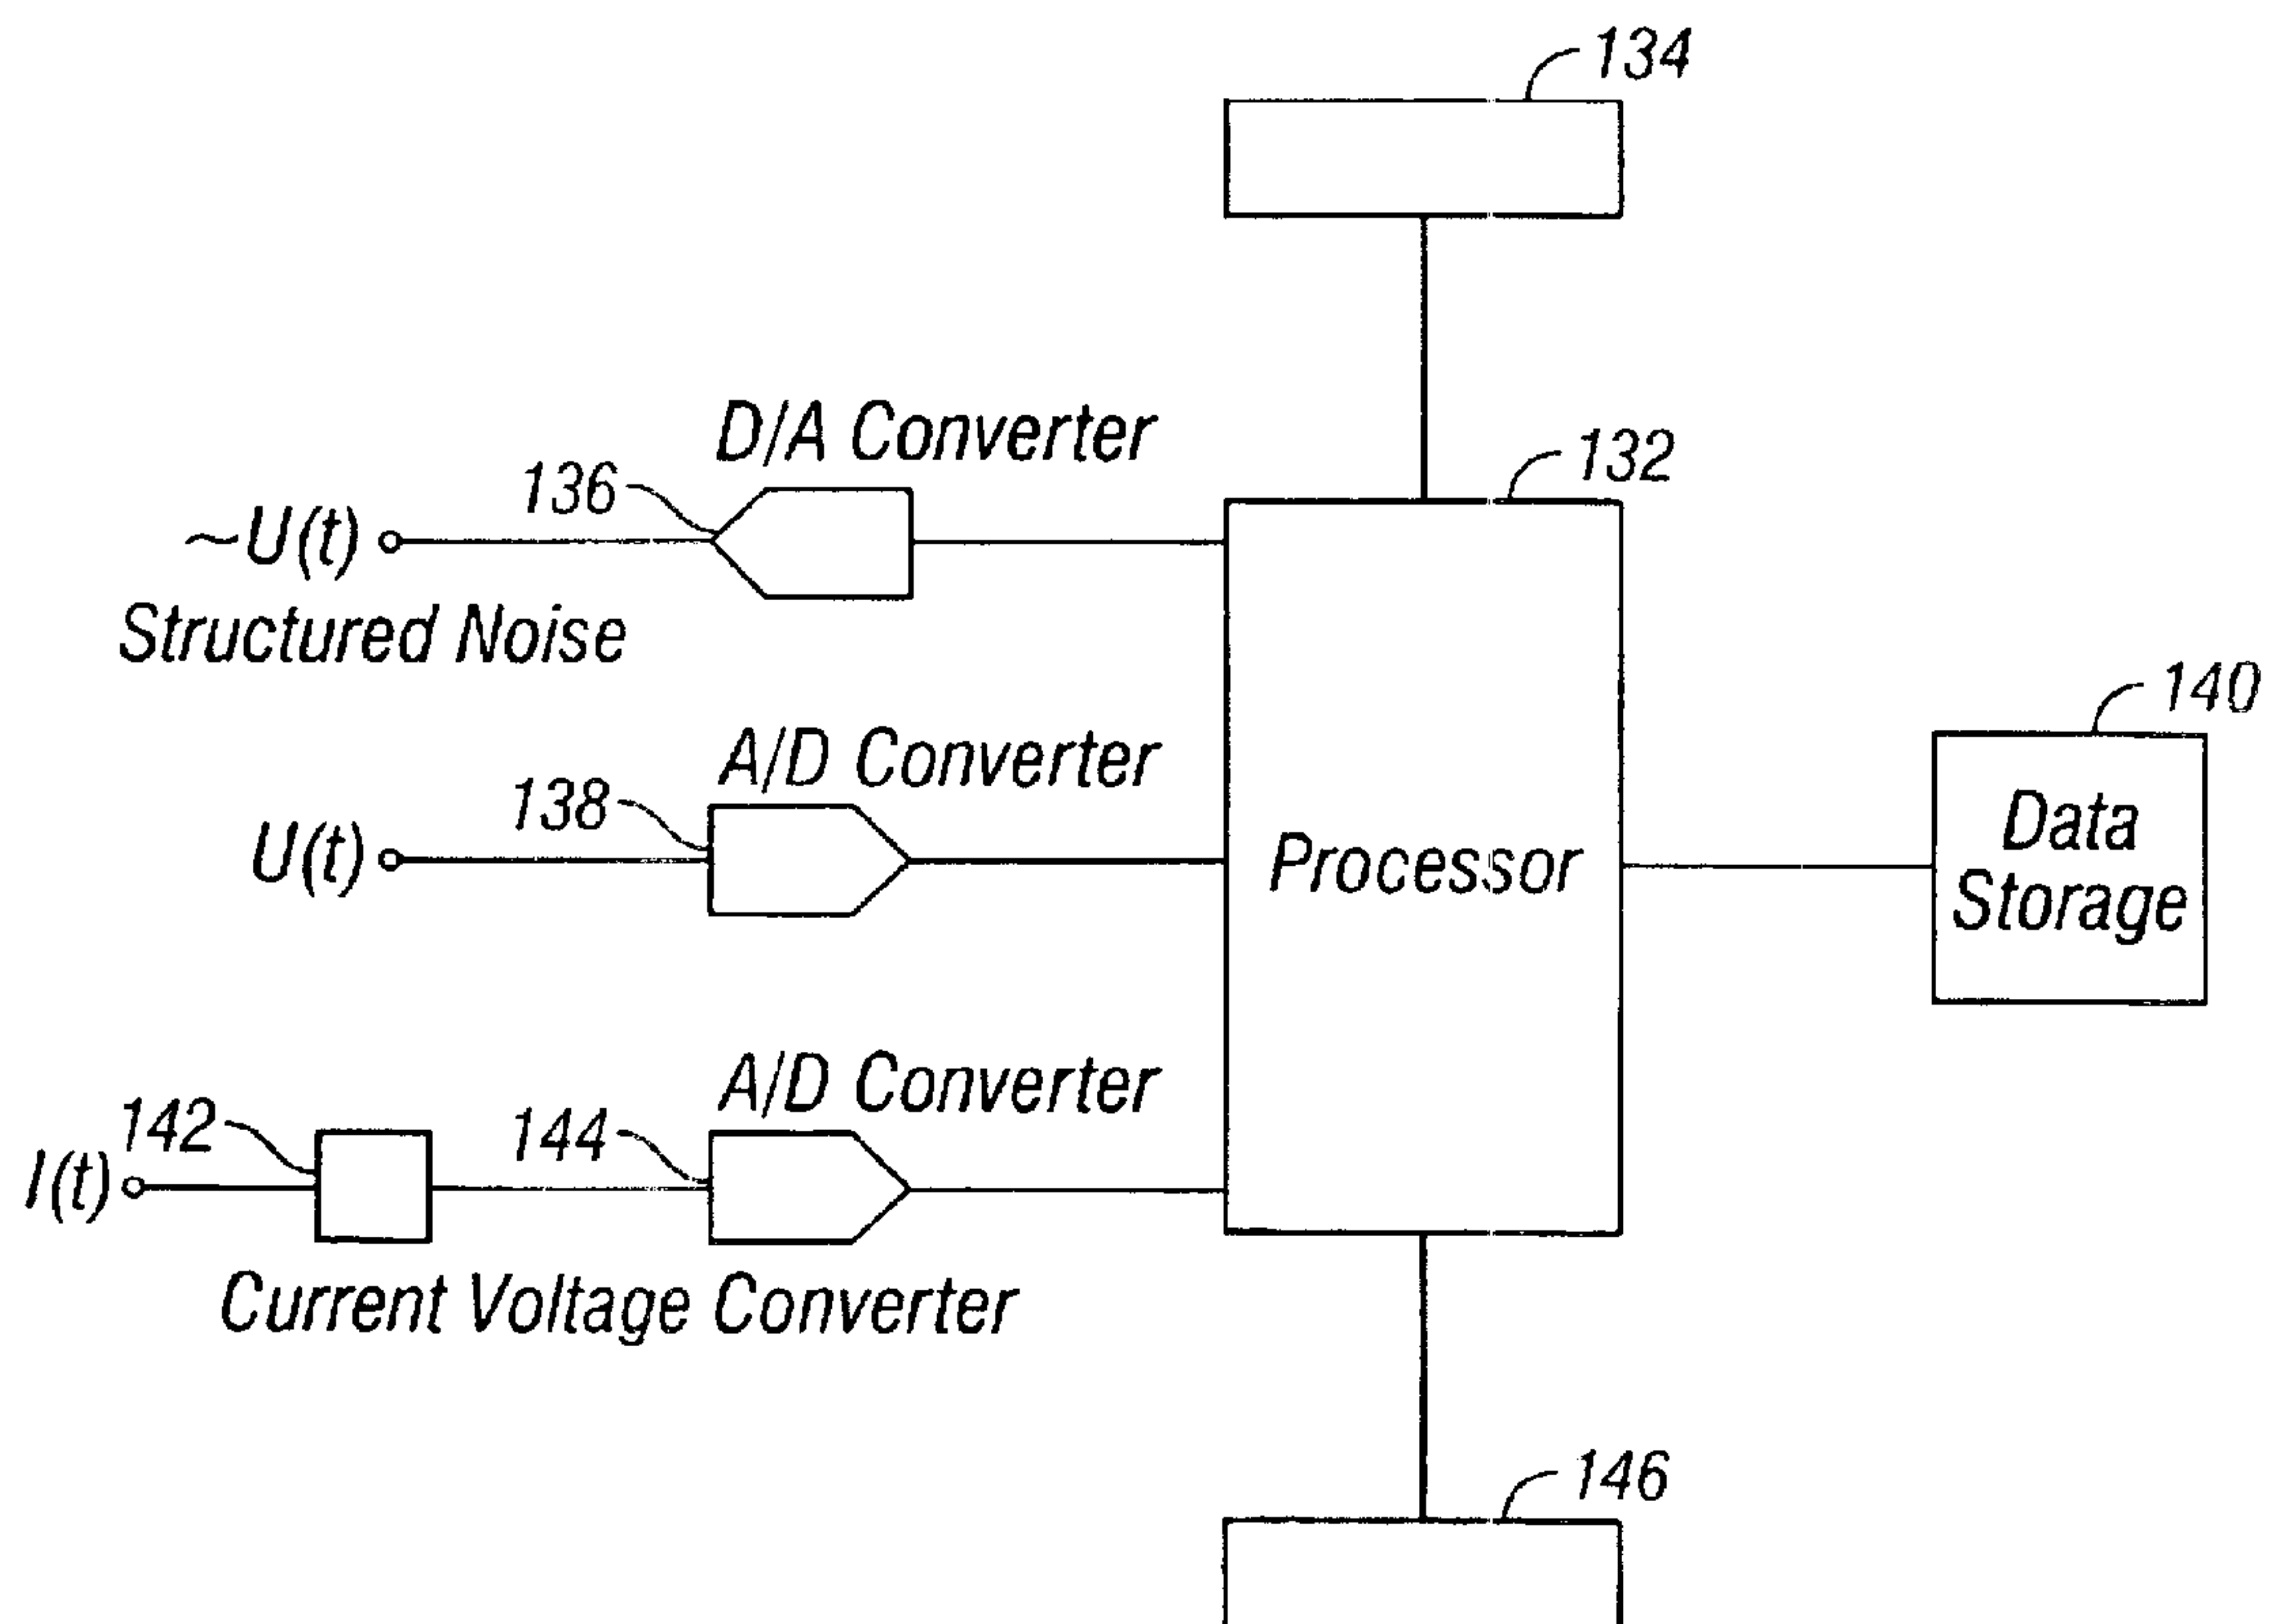 134
D/A Converter
132
136
~U(t)
Structured Noise
140
A/D Converter
138
U(t)
Processor
Data
Storage
A/D Converter
142
144
I(t)
Current Voltage Converter
146